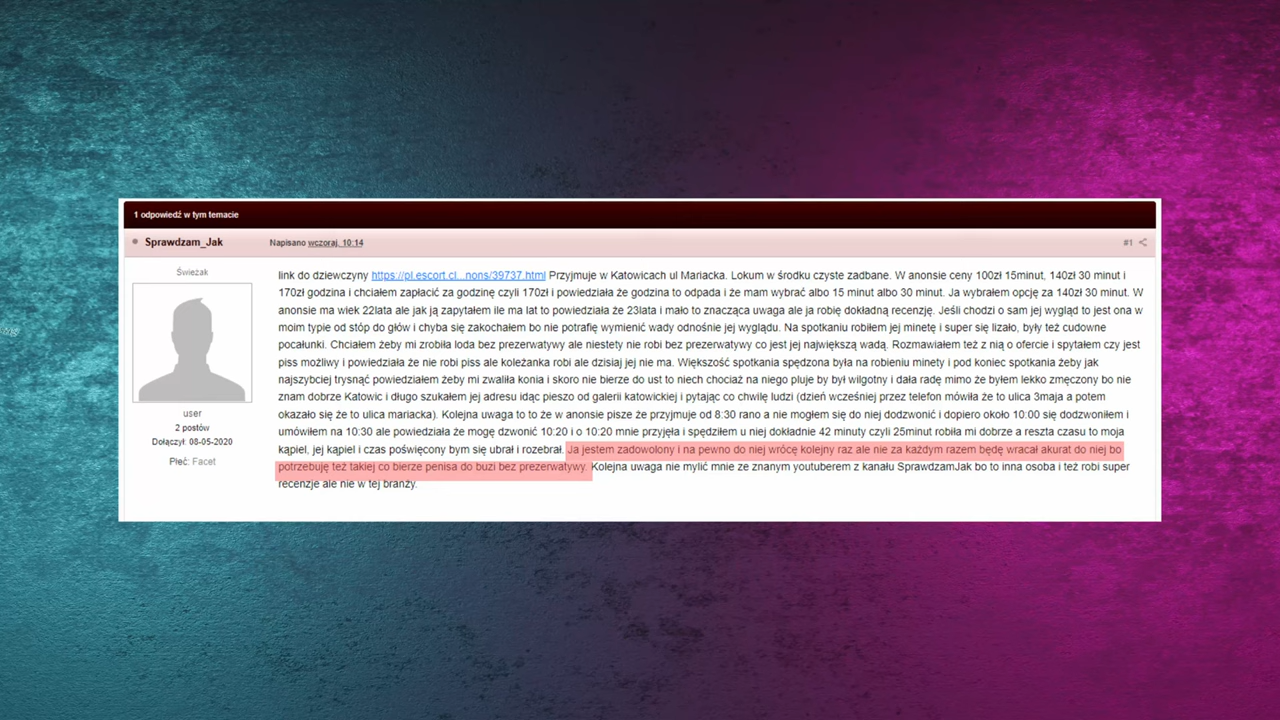 1 odpowiedź w tym temacie
Sprawdzam_Jak
Napisano wczoraj, 10:14
#1
Świeżak
user
2 postów
Dołączył: 08-05-2020
Płeć: Facet
link do dziewczyny https://pl.escort.cl...nons/39737.html Przyjmuje w Katowicach ul Mariacka. Lokum w środku czyste zadbane. W anonsie ceny 100zł 15minut, 140zł 30 minut i
170zł godzina i chciałem zapłacić za godzinę czyli 170zł i powiedziała że godzina to odpada i że mam wybrać albo 15 minut albo 30 minut. Ja wybrałem opcję za 140zł 30 minut. W
anonsie ma wiek 22lata ale jak ją zapytałem ile ma lat to powiedziała że 23lata i mało to znacząca uwaga ale ja robię dokładną recenzję. Jeśli chodzi o sam jej wygląd to jest ona w
moim typie od stóp do głów i chyba się zakochałem bo nie potrafię wymienić wady odnośnie jej wyglądu. Na spotkaniu robiłem jej minetę i super się lizało, były też cudowne
pocałunki. Chciałem żeby mi zrobiła loda bez prezerwatywy ale niestety nie robi bez prezerwatywy co jest jej największą wadą. Rozmawiałem też z nią o ofercie i spytałem czy jest
piss możliwy i powiedziała że nie robi piss ale koleżanka robi ale dzisiaj jej nie ma. Większość spotkania spędzona była na robieniu minety i pod koniec spotkania żeby jak
najszybciej trysnąć powiedziałem żeby mi zwaliła konia i skoro nie bierze do ust to niech chociaż na niego pluje by był wilgotny i dała radę mimo że byłem lekko zmęczony bo nie
znam dobrze Katowic i długo szukałem jej adresu idąc pieszo od galerii katowickiej i pytając co chwilę ludzi (dzień wcześniej przez telefon mówiła że to ulica 3maja a potem
okazało się że to ulica mariacka). Kolejna uwaga to to że w anonsie pisze że przyjmuje od 8:30 rano a nie mogłem się do niej dodzwonić i dopiero około 10:00 się dodzwoniłem i
umówiłem na 10:30 ale powiedziała że mogę dzwonić 10:20 i o 10:20 mnie przyjęła i spędziłem u niej dokładnie 42 minuty czyli 25minut robiła mi dobrze a reszta czasu to moja
kąpiel, jej kąpiel i czas poświęcony bym się ubrał i rozebrał. Ja jestem zadowolony i na pewno do niej wrócę kolejny raz ale nie za każdym razem będę wracał akurat do niej bo
potrzebuję też takiej co bierze penisa do buzi bez prezerwatywy. Kolejna uwaga nie mylić mnie ze znanym youtuberem z kanału SprawdzamJak bo to inna osoba i też robi super
recenzje ale nie w tej branży.